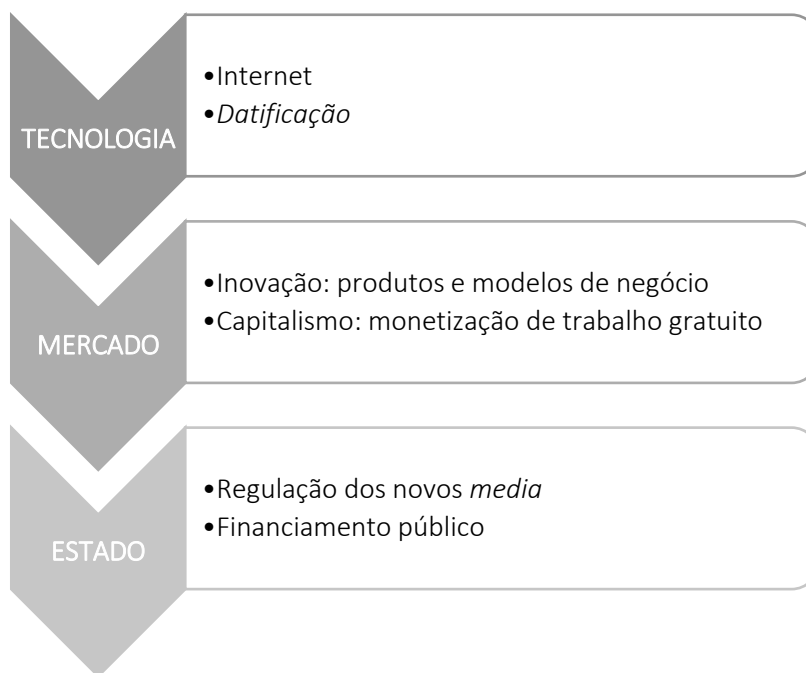 TECNOLOGIA
•Internet
•Datificação
MERCADO
•Inovação: produtos e modelos de negócio
•Capitalismo: monetização de trabalho gratuito
ESTADO
•Regulação dos novos media
•Financiamento público